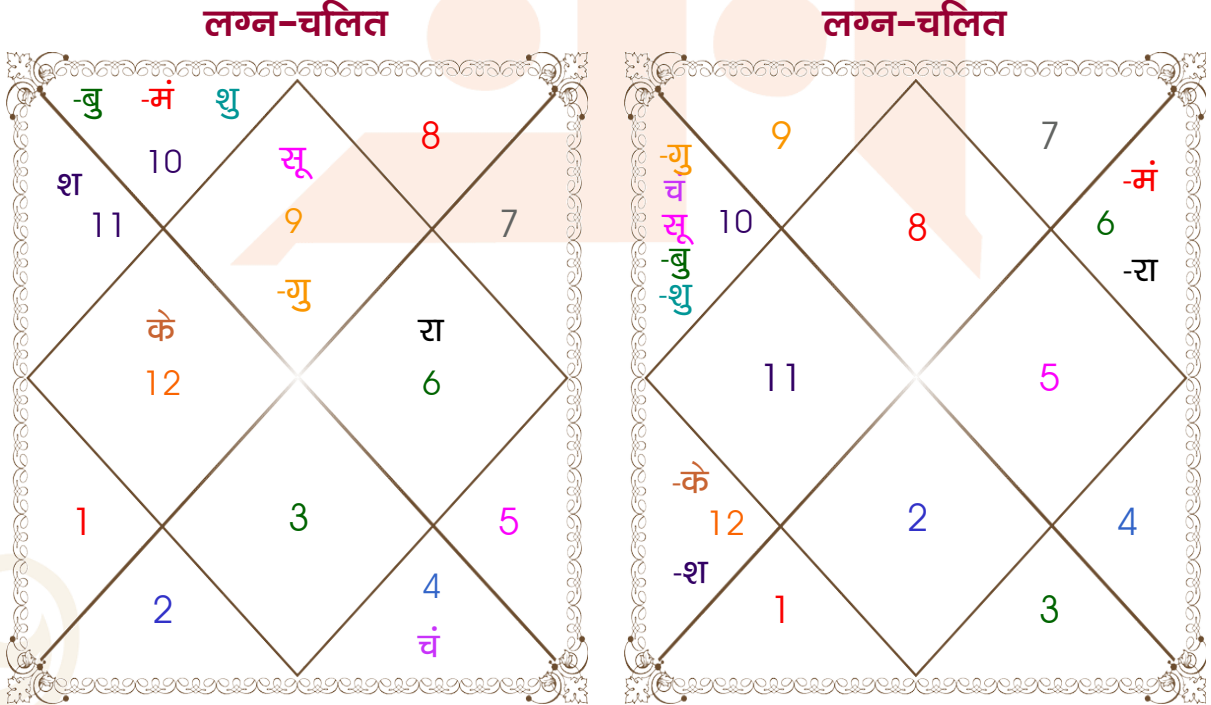 लग्न-चलित
-बु -मं शु
8
10
सू
श
11
9
7
-गु
के
रा
12
6
1
3
5
4
2
चं
लग्न-चलित
9
7
-गु
-मं
चं
सू
10
8
6
-बु
-रा
-शु
11
5
-के
12
2
4
-श
1
3